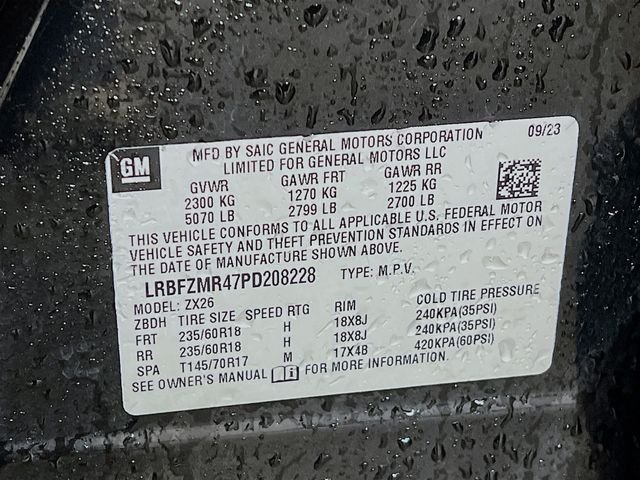 GM
MFD BY SAIC GENERAL MOTORS CORPORATION
LIMITED FOR GENERAL MOTORS LLC
09/23
GVWR GAWR FRT GAWR RR
2300 KG 1270 KG 1225 KG
5070 LB 2799 LB 2700 LB
THIS VEHICLE CONFORMS TO ALL APPLICABLE U.S. FEDERAL MOTOR
VEHICLE SAFETY AND THEFT PREVENTION STANDARDS IN EFFECT ON
THE DATE OF MANUFACTURE SHOWN ABOVE.
LRBFZMR47PD208228 TYPE: M.P.V.
MODEL: ZX26
ZBDH TIRE SIZE SPEED RTG RIM COLD TIRE PRESSURE
FRT 235/60R18 H 18X8J 240KPA(35PSI)
RR 235/60R18 H 18X8J 240KPA(35PSI)
SPA T145/70R17 M 17X4B 420KPA(60PSI)
SEE OWNER'S MANUAL i FOR MORE INFORMATION.